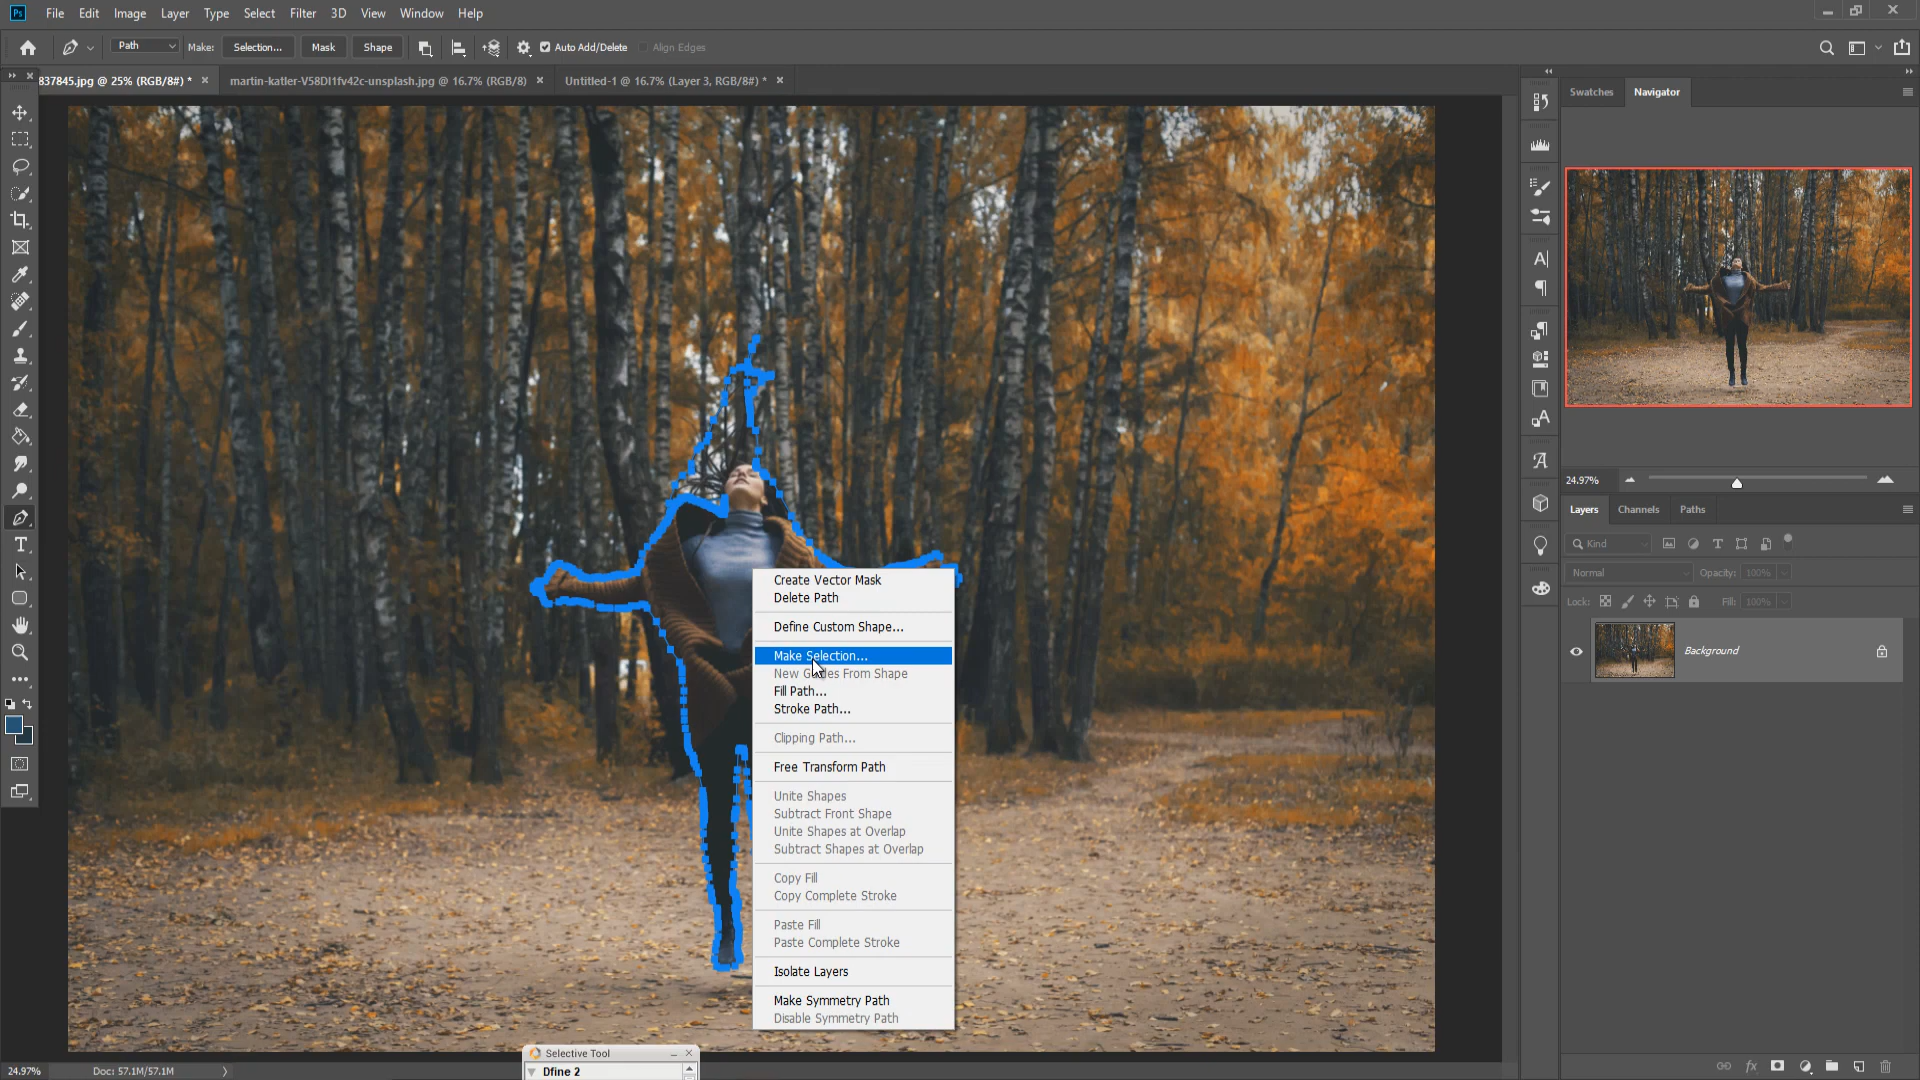 Ps File Edit Image Layer Type Select Filter 3D View Window Help
Path Make: Selection... Mask Shape Auto Add/Delete Align Edges
837845.jpg @ 25% (RGB/8#) * martin-katler-V58DI1fv42c-unsplash.jpg @ 16.7% (RGB/8) Untitled-1 @ 16.7% (Layer 3, RGB/8#) *
Swatches Navigator
24.97%
Layers Channels Paths
Kind
Normal Opacity: 100%
Lock: Fill: 100%
Background
Create Vector Mask
Delete Path
Define Custom Shape...
Make Selection...
New Guides From Shape
Fill Path...
Stroke Path...
Clipping Path...
Free Transform Path
Unite Shapes
Subtract Front Shape
Unite Shapes at Overlap
Subtract Shapes at Overlap
Copy Fill
Copy Complete Stroke
Paste Fill
Paste Complete Stroke
Isolate Layers
Make Symmetry Path
Disable Symmetry Path
Selective Tool
Dfine 2
24.97% Doc: 57.1M/57.1M
fx